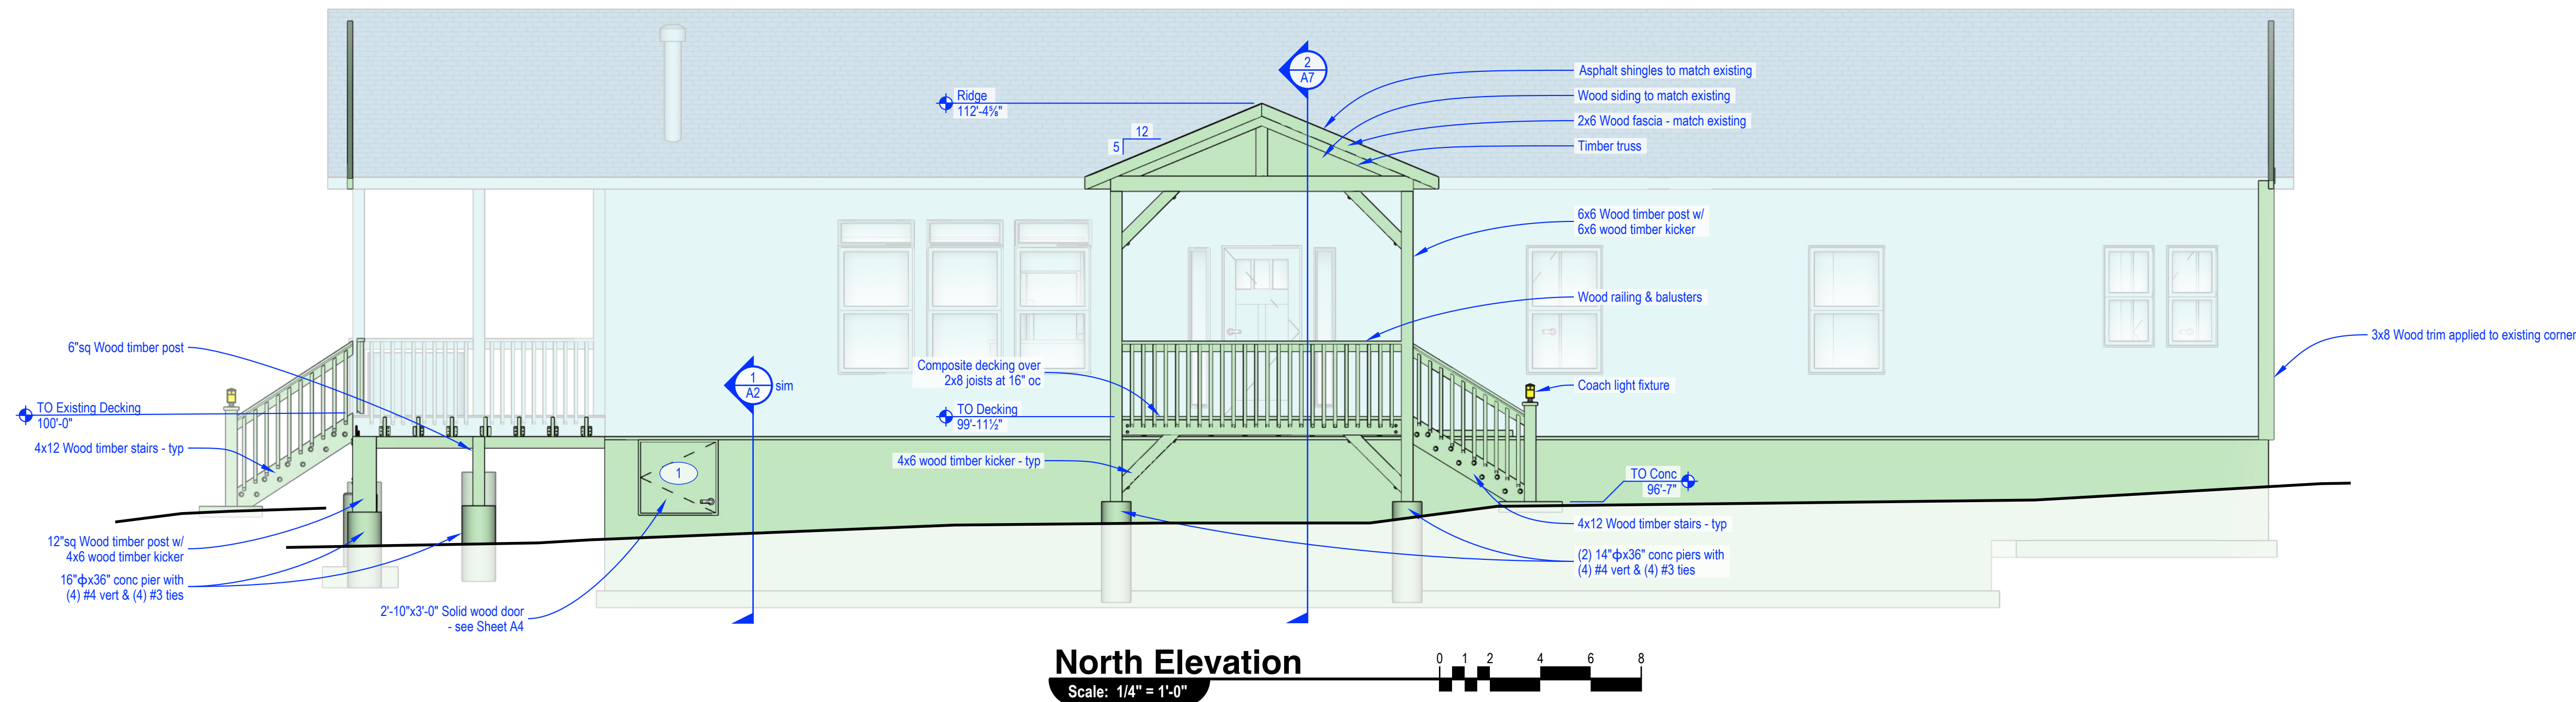 2
A7
Asphalt shingles to match existing
Wood siding to match existing
2x6 Wood fascia - match existing
Timber truss
Ridge
112'-4⅝"
12
5
6x6 Wood timber post w/
6x6 wood timber kicker
Wood railing & balusters
3x8 Wood trim applied to existing corner
6"sq Wood timber post
Composite decking over
2x8 joists at 16" oc
1
A2
sim
Coach light fixture
TO Existing Decking
100'-0"
TO Decking
99'-11½"
4x12 Wood timber stairs - typ
4x6 wood timber kicker - typ
1
TO Conc
96'-7"
4x12 Wood timber stairs - typ
12"sq Wood timber post w/
4x6 wood timber kicker
(2) 14"ϕx36" conc piers with
(4) #4 vert & (4) #3 ties
16"ϕx36" conc pier with
(4) #4 vert & (4) #3 ties
2'-10"x3'-0" Solid wood door
- see Sheet A4
North Elevation
Scale: 1/4" = 1'-0"
0 1 2 4 6 8